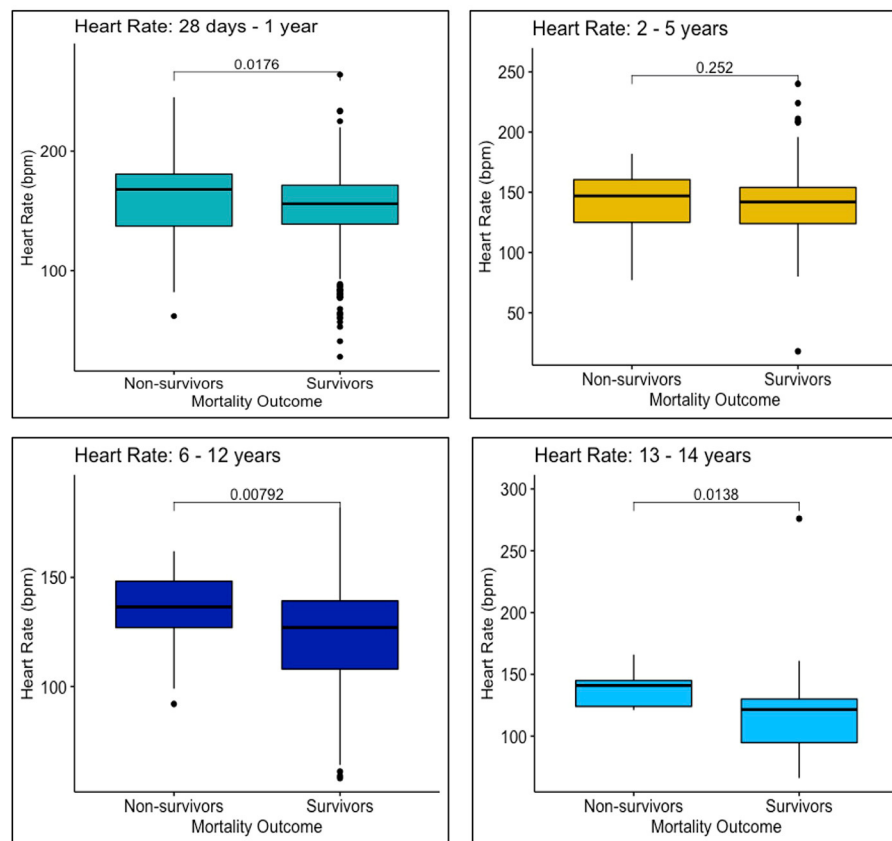 Heart Rate: 28 days - 1 year
0.0176
200
100
Heart Rate (bpm)
Non-survivors Survivors
Mortality Outcome
Heart Rate: 2 - 5 years
0.252
250
200
150
100
50
Heart Rate (bpm)
Non-survivors Survivors
Mortality Outcome
Heart Rate: 6 - 12 years
0.00792
150
100
Heart Rate (bpm)
Non-survivors Survivors
Mortality Outcome
Heart Rate: 13 - 14 years
0.0138
300
250
200
150
100
Heart Rate (bpm)
Non-survivors Survivors
Mortality Outcome